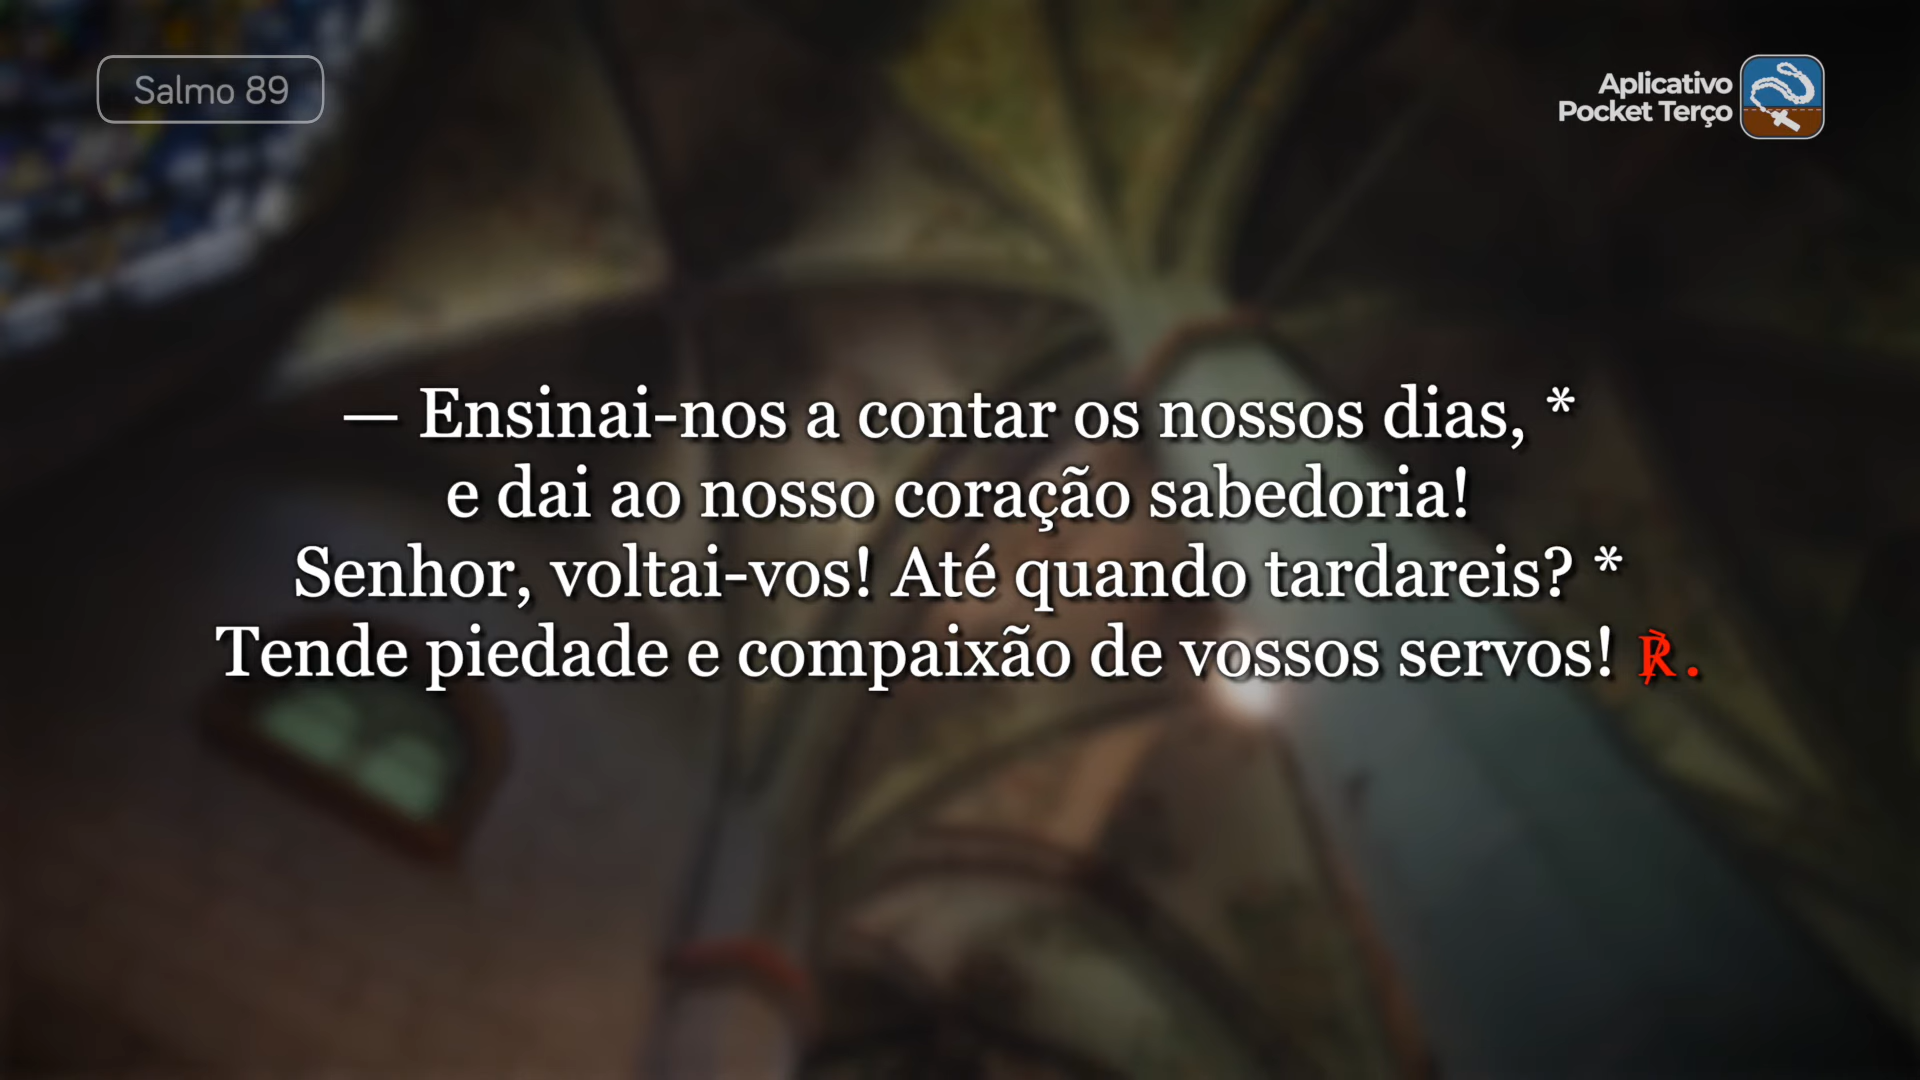 Salmo 89
Aplicativo
Pocket Terço
— Ensinai-nos a contar os nossos dias, *
e dai ao nosso coração sabedoria!
Senhor, voltai-vos! Até quando tardareis? *
Tende piedade e compaixão de vossos servos! ℟.